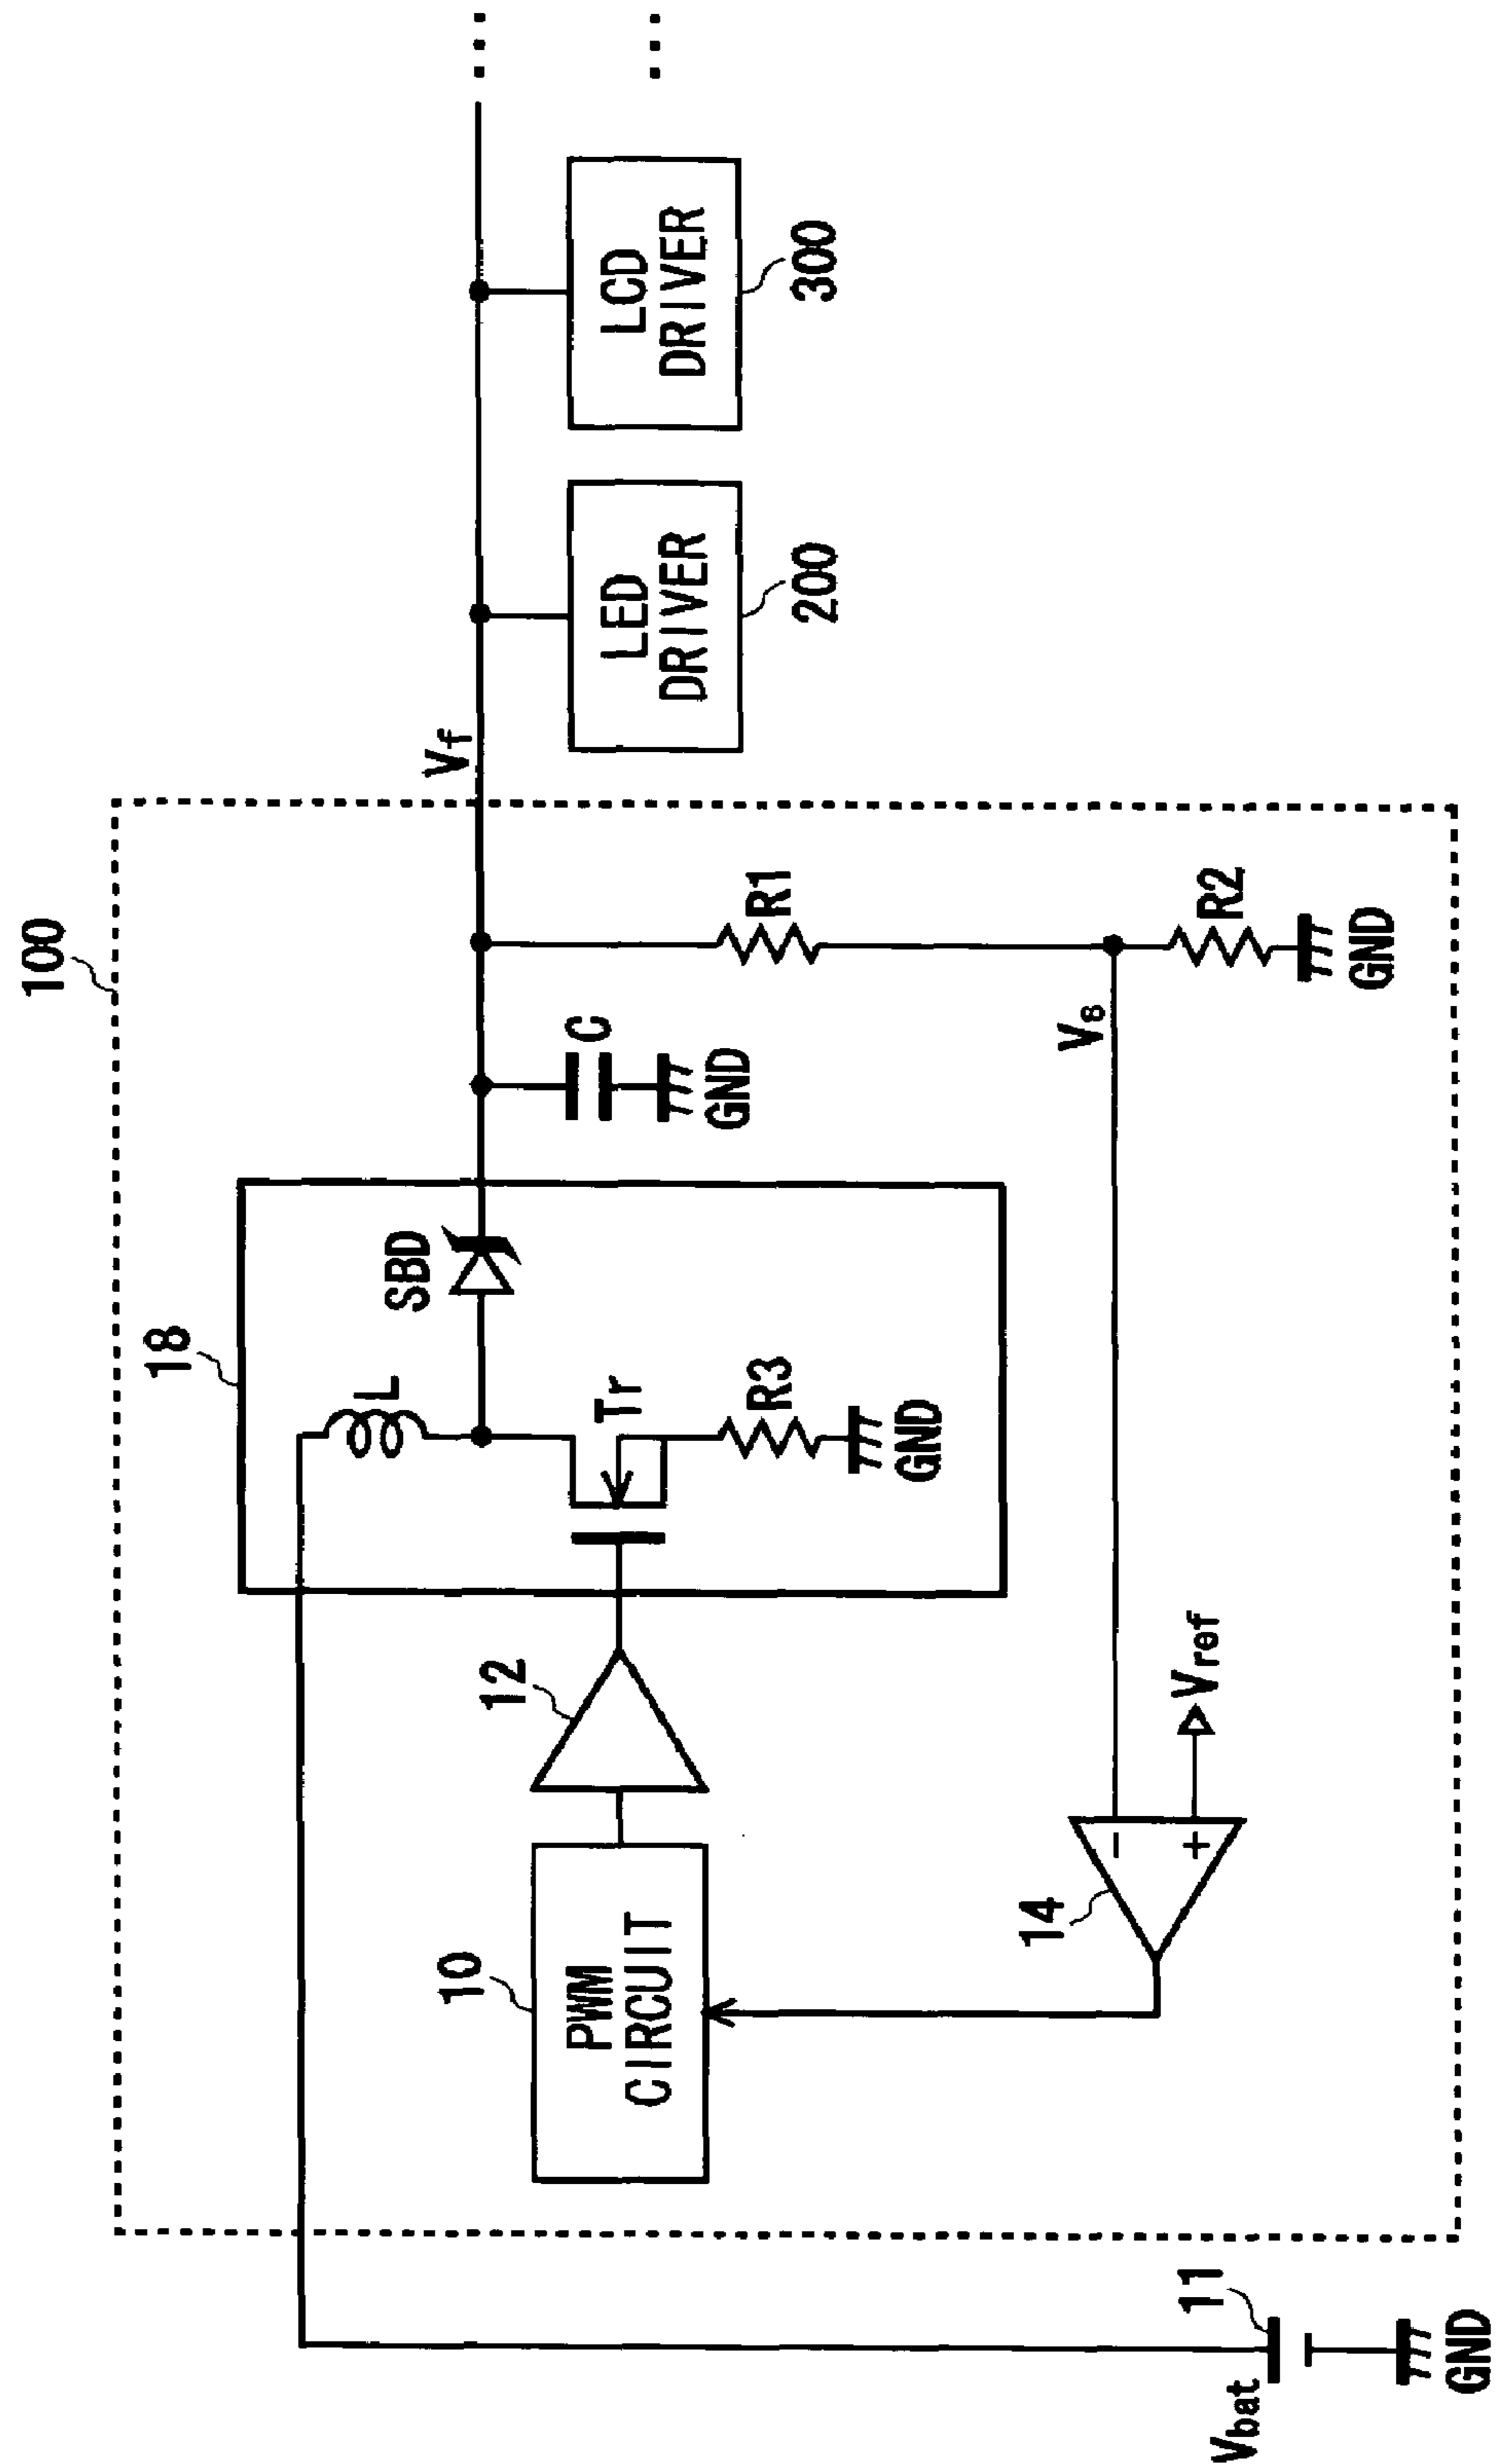 100
18
L
SBD
Vf
C
GND
Tr
R3
GND
R1
Vs
R2
GND
12
10
PWM
CIRCUIT
14
−
+
Vref
11
Vbat
GND
LED
DRIVER
200
LCD
DRIVER
300